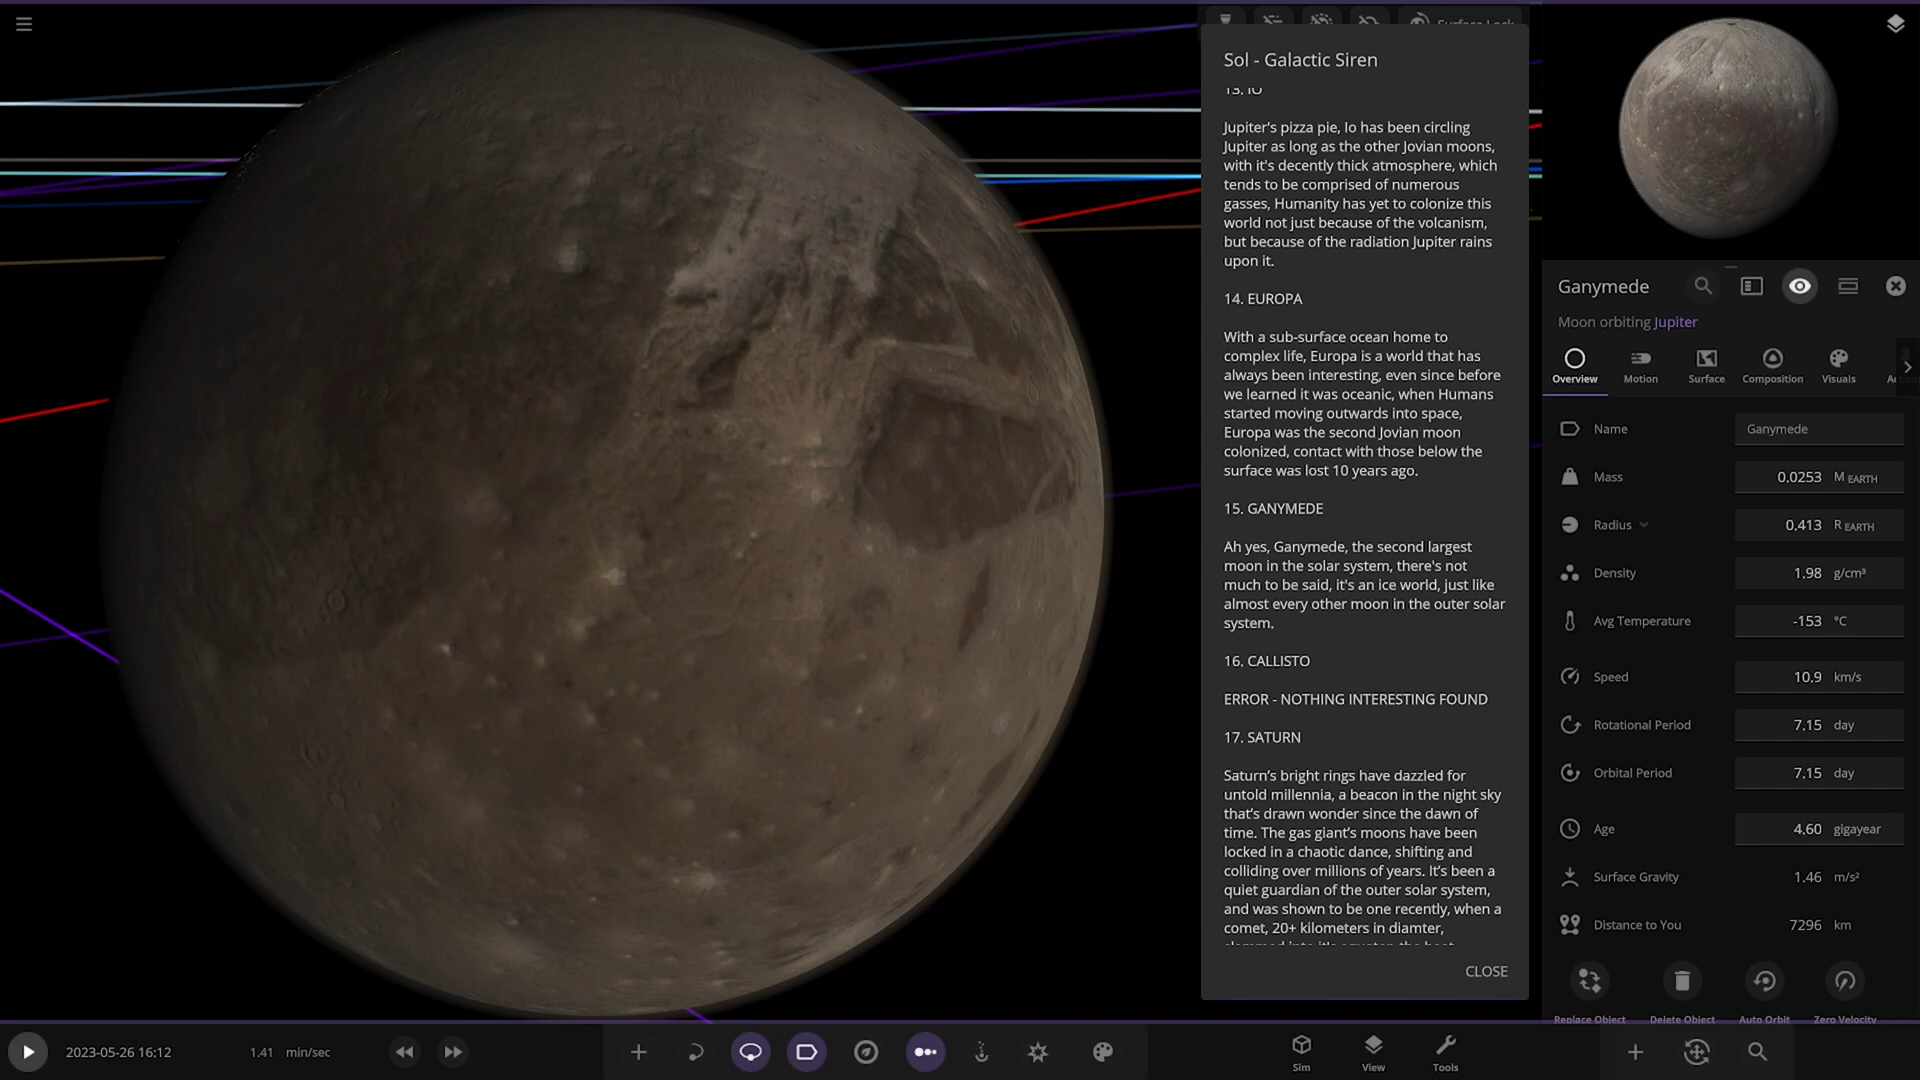 Surface Lock
Sol - Galactic Siren
13. IO
Jupiter's pizza pie, Io has been circling
Jupiter as long as the other Jovian moons,
with it's decently thick atmosphere, which
tends to be comprised of numerous
gasses, Humanity has yet to colonize this
world not just because of the volcanism,
but because of the radiation Jupiter rains
upon it.
14. EUROPA
With a sub-surface ocean home to
complex life, Europa is a world that has
always been interesting, even since before
we learned it was oceanic, when Humans
started moving outwards into space,
Europa was the second Jovian moon
colonized, contact with those below the
surface was lost 10 years ago.
15. GANYMEDE
Ah yes, Ganymede, the second largest
moon in the solar system, there's not
much to be said, it's an ice world, just like
almost every other moon in the outer solar
system.
16. CALLISTO
ERROR - NOTHING INTERESTING FOUND
17. SATURN
Saturn's bright rings have dazzled for
untold millennia, a beacon in the night sky
that's drawn wonder since the dawn of
time. The gas giant's moons have been
locked in a chaotic dance, shifting and
colliding over millions of years. It's been a
quiet guardian of the outer solar system,
and was shown to be one recently, when a
comet, 20+ kilometers in diamter,
CLOSE
Ganymede
Moon orbiting Jupiter
Overview Motion Surface Composition Visuals
Name Ganymede
Mass 0.0253 M EARTH
Radius 0.413 R EARTH
Density 1.98 g/cm³
Avg Temperature -153 °C
Speed 10.9 km/s
Rotational Period 7.15 day
Orbital Period 7.15 day
Age 4.60 gigayear
Surface Gravity 1.46 m/s²
Distance to You 7296 km
Replace Object Delete Object Auto Orbit Zero Velocity
2023-05-26 16:12 1.41 min/sec
Sim View Tools